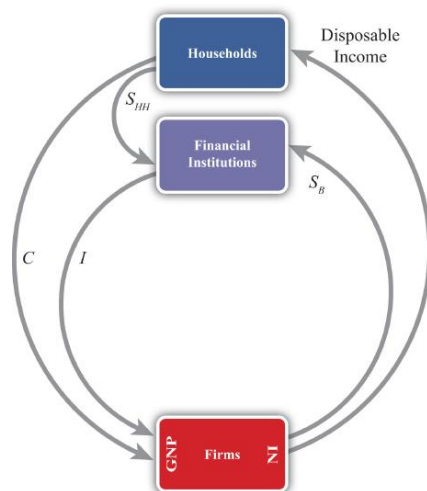 Disposable
Income
Households
S_HH
Financial
Institutions
S_B
C
I
GNP
Firms
NI